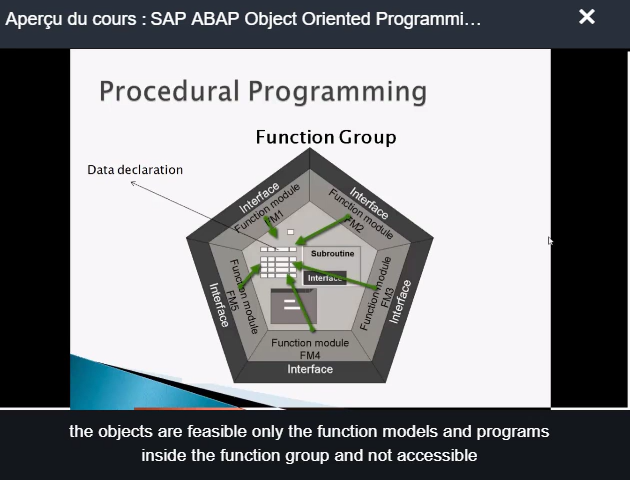 Aperçu du cours : SAP ABAP Object Oriented Programmi…
Procedural Programming
Function Group
Data declaration
Interface
Function module
FM1
Interface
Function module
FM2
Subroutine
Interface
Interface
Function module
FM5
Function module
FM3
Interface
Function module
FM4
Interface
the objects are feasible only the function models and programs
inside the function group and not accessible